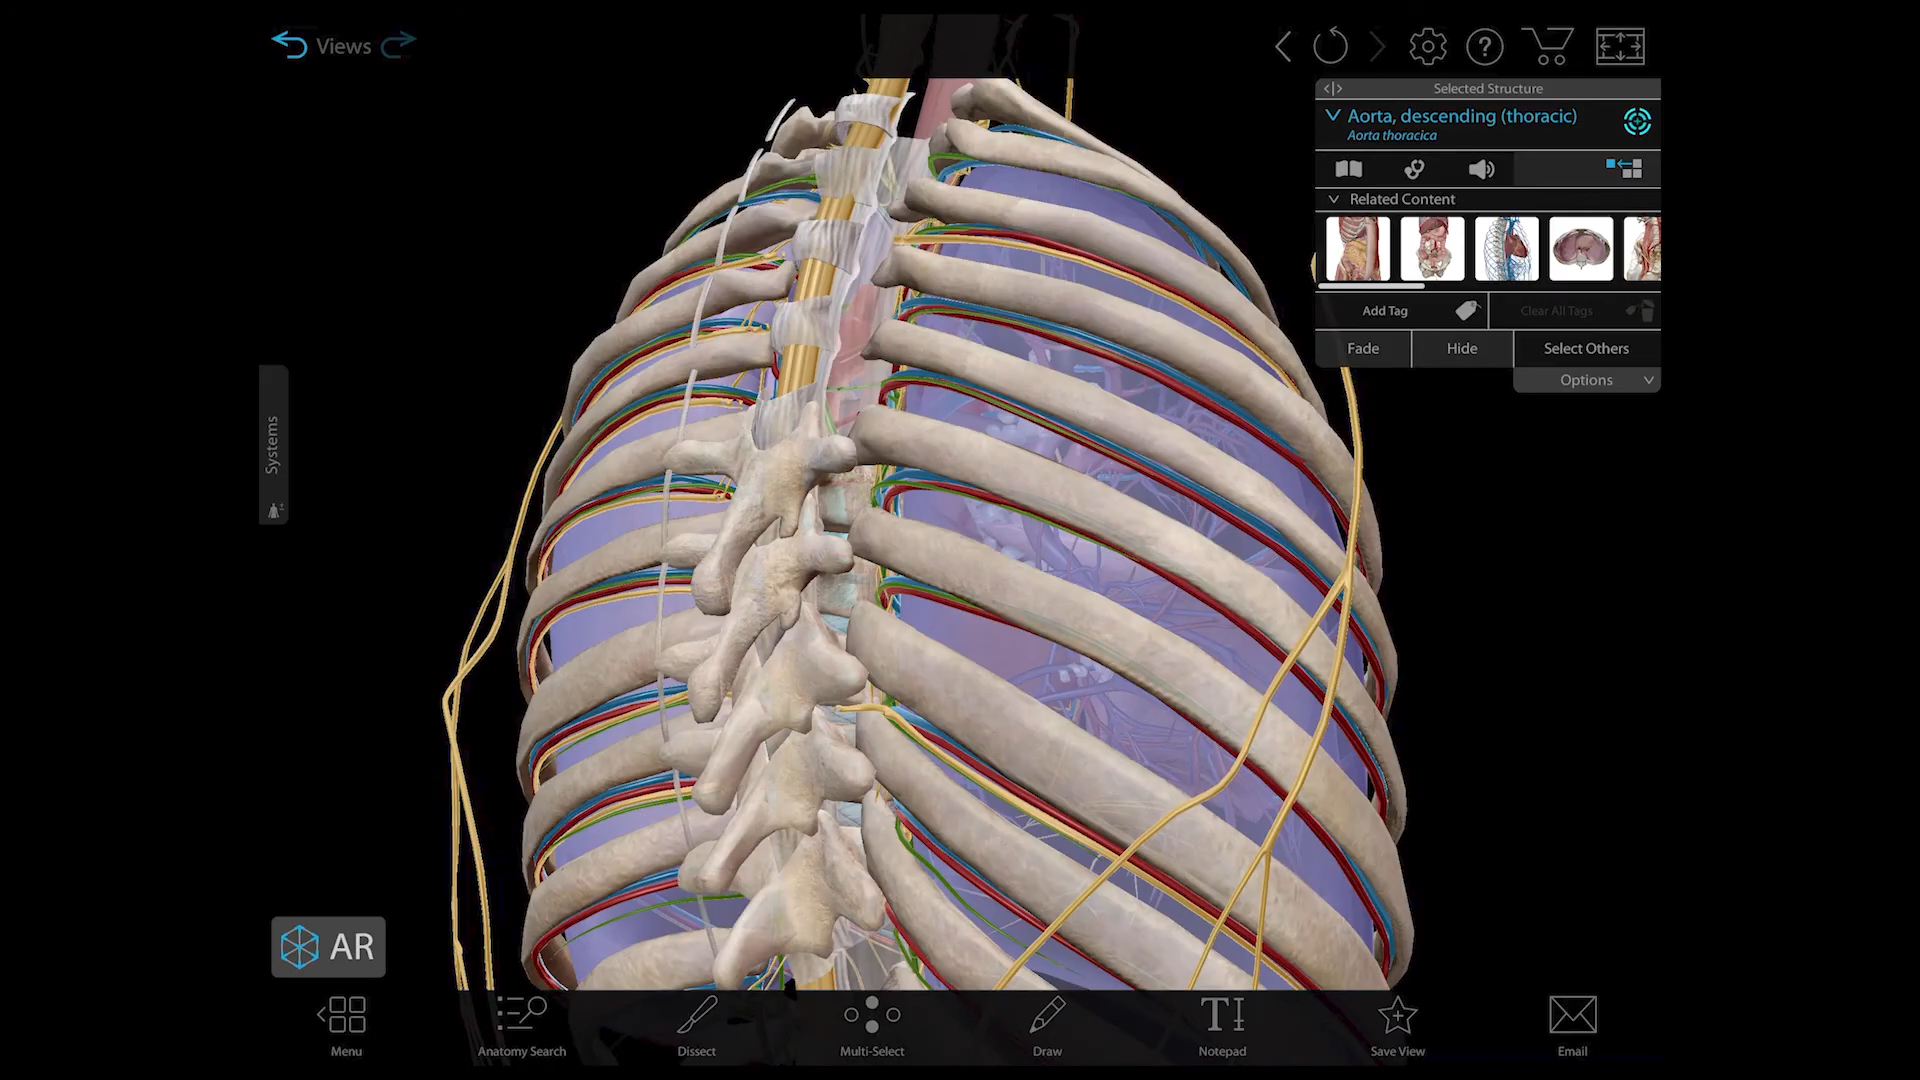 Views
?
Selected Structure
Aorta, descending (thoracic)
Aorta thoracica
Related Content
Add Tag
Clear All Tags
Fade
Hide
Select Others
Options
Systems
AR
Menu
Anatomy Search
Dissect
Multi-Select
Draw
Notepad
Save View
Email